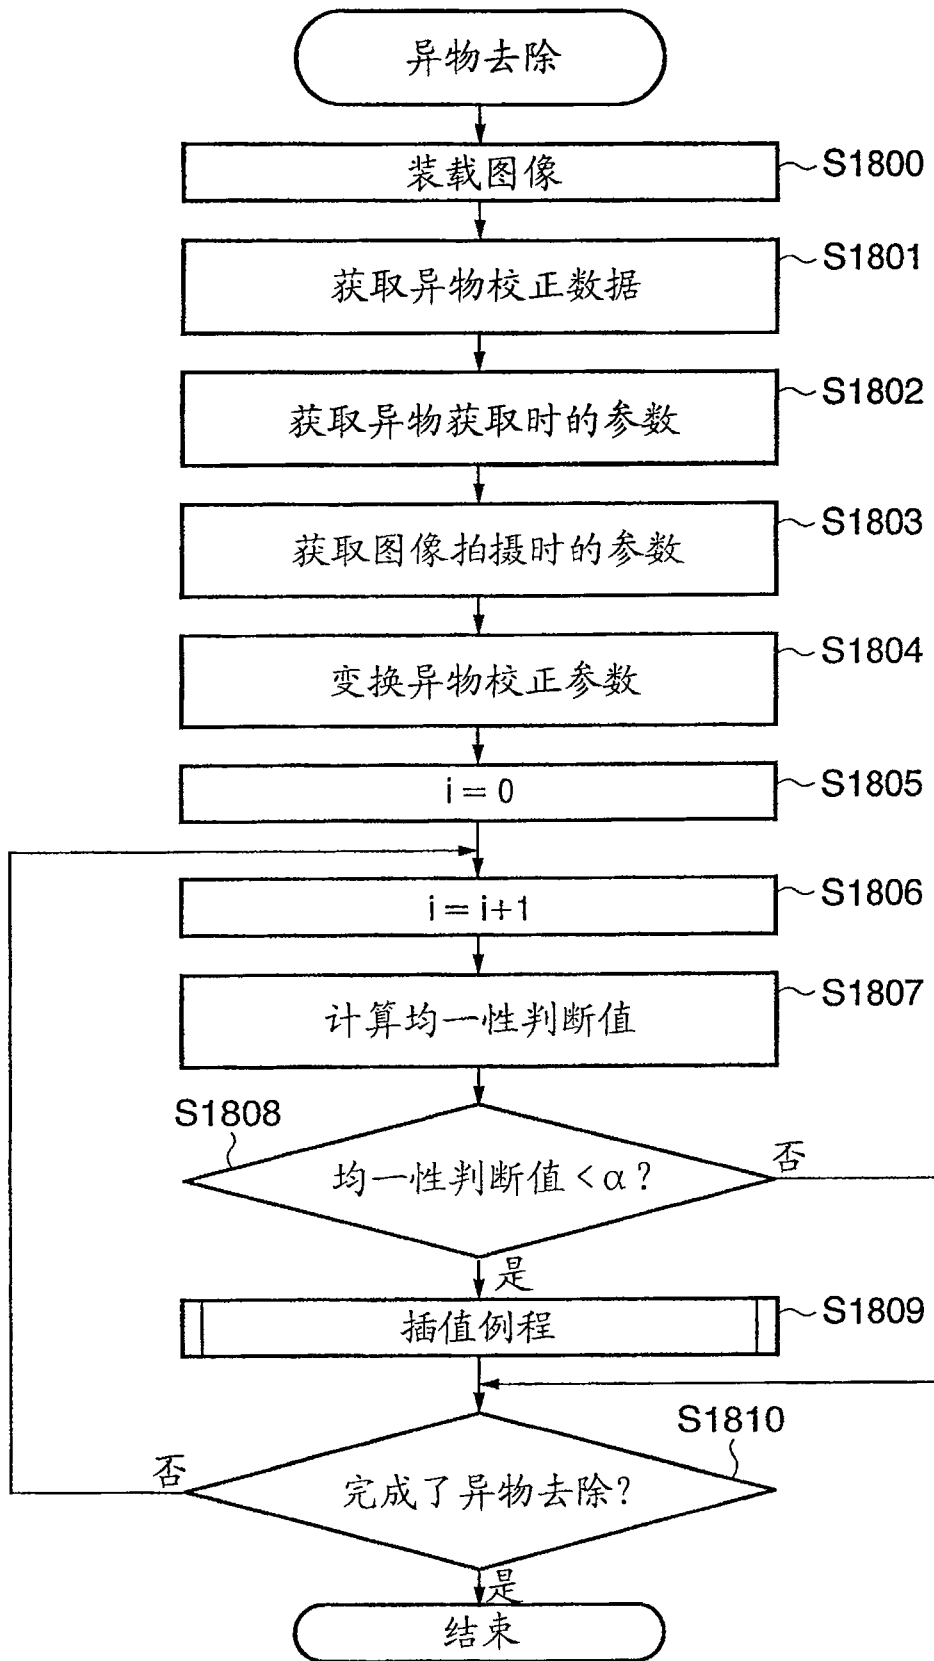 异物去除
装载图像
S1800
获取异物校正数据
S1801
获取异物获取时的参数
S1802
获取图像拍摄时的参数
S1803
变换异物校正参数
S1804
i = 0
S1805
i = i+1
S1806
计算均一性判断值
S1807
S1808
均一性判断值<α?
否
是
插值例程
S1809
S1810
完成了异物去除?
否
是
结束